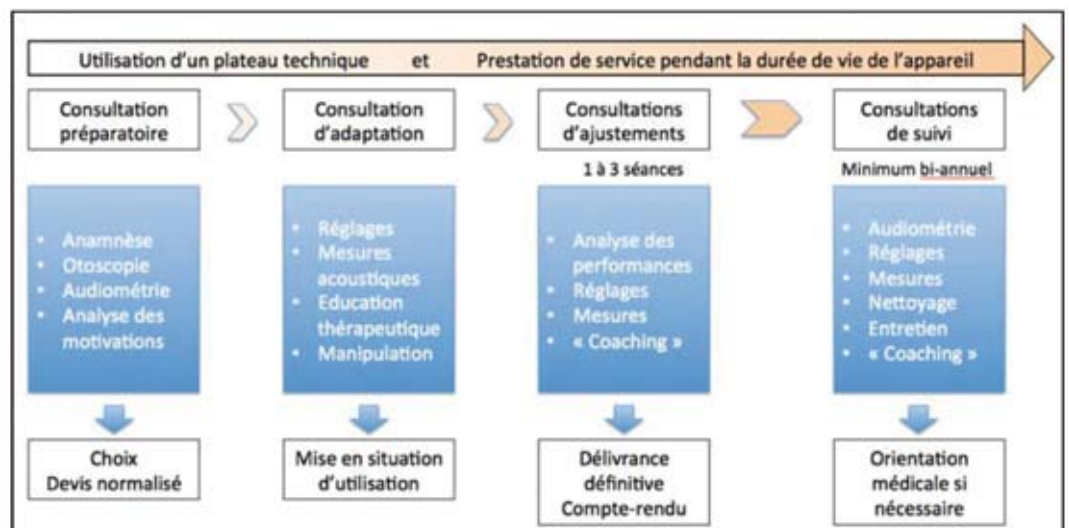 Utilisation d'un plateau technique et Prestation de service pendant la durée de vie de l'appareil
Consultation
préparatoire
Consultation
d'adaptation
Consultations
d'ajustements
Consultations
de suivi
1 à 3 séances
Minimum bi-annuel
• Anamnèse
• Otoscopie
• Audiométrie
• Analyse des
motivations
• Réglages
• Mesures
acoustiques
• Education
thérapeutique
• Manipulation
• Analyse des
performances
• Réglages
• Mesures
• « Coaching »
• Audiométrie
• Réglages
• Mesures
• Nettoyage
• Entretien
• « Coaching »
Choix
Devis normalisé
Mise en situation
d'utilisation
Délivrance
définitive
Compte-rendu
Orientation
médicale si
nécessaire